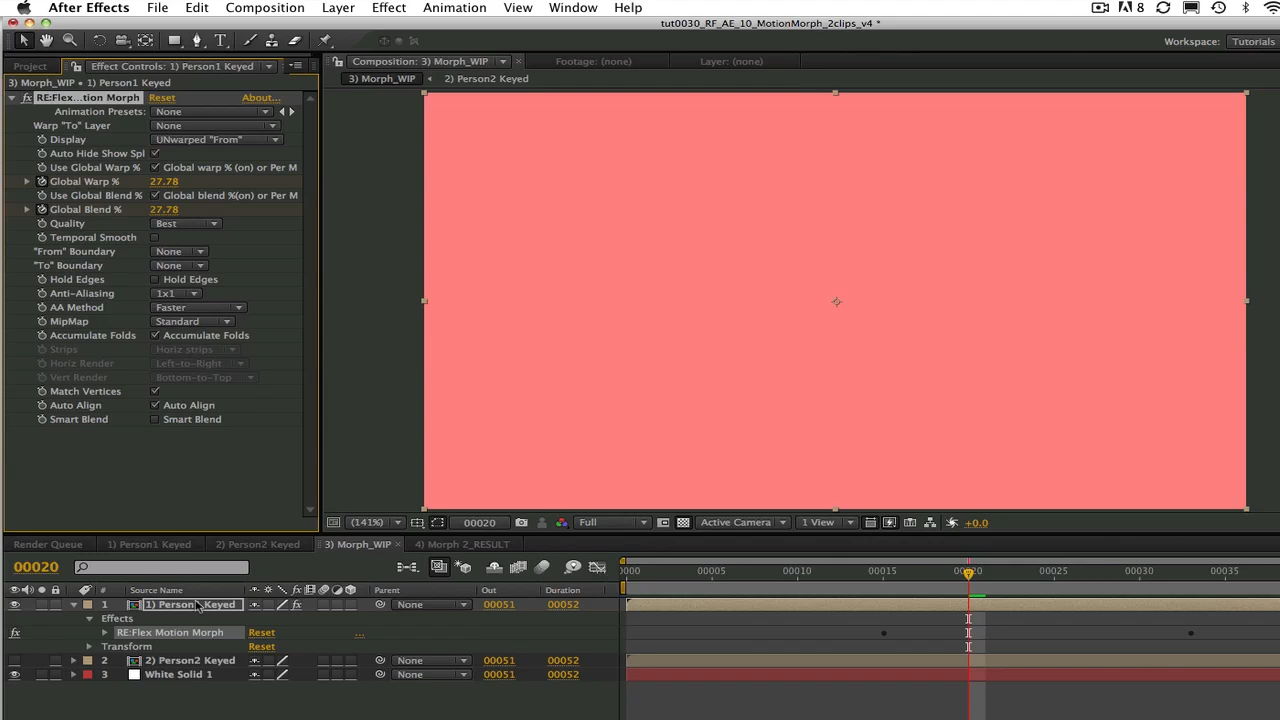 After Effects File Edit Composition Layer Effect Animation View Window Help 8
tut0030_RF_AE_10_MotionMorph_2clips_v4 *
Workspace: Tutorials
Project Effect Controls: 1) Person1 Keyed Composition: 3) Morph_WIP Footage: (none) Layer: (none)
3) Morph_WIP • 1) Person1 Keyed 3) Morph_WIP 2) Person2 Keyed
fx RE:Flex...tion Morph Reset About...
Animation Presets: None
Warp "To" Layer None
Display UNwarped "From"
Auto Hide Show Spl
Use Global Warp % Global warp % (on) or Per M
Global Warp % 27.78
Use Global Blend % Global blend %(on) or Per M
Global Blend % 27.78
Quality Best
Temporal Smooth
"From" Boundary None
"To" Boundary None
Hold Edges Hold Edges
Anti-Aliasing 1x1
AA Method Faster
MipMap Standard
Accumulate Folds Accumulate Folds
Strips Horiz strips
Horiz Render Left-to-Right
Vert Render Bottom-to-Top
Match Vertices
Auto Align Auto Align
Smart Blend Smart Blend
(141%) 00020 Full Active Camera 1 View +0.0
Render Queue 1) Person1 Keyed 2) Person2 Keyed 3) Morph_WIP 4) Morph 2_RESULT
00020 0000 00005 00010 00015 00020 00025 00030 00035
# Source Name Parent Out Duration
1 1) Person Keyed fx None 00051 00052
Effects
fx RE:Flex Motion Morph Reset ...
Transform Reset
2 2) Person2 Keyed None 00051 00052
3 White Solid 1 None 00051 00052